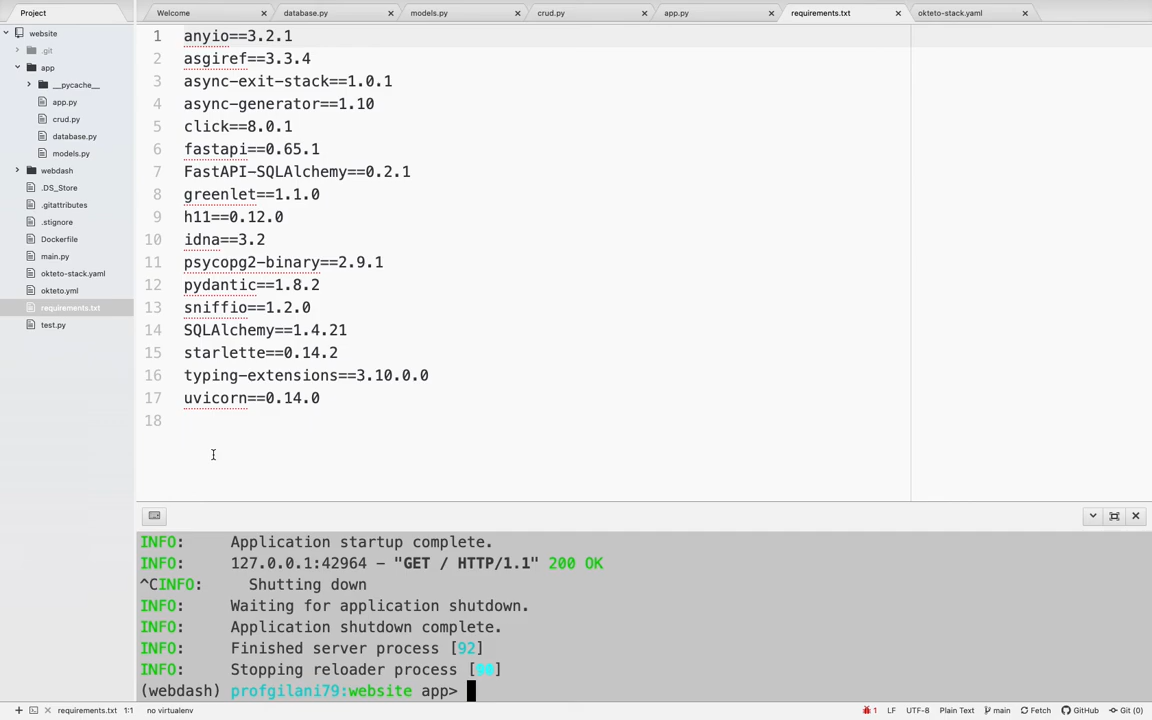 Project
Welcome
database.py
models.py
crud.py
app.py
requirements.txt
okteto-stack.yaml
website
.git
app
__pycache__
app.py
crud.py
database.py
models.py
webdash
.DS_Store
.gitattributes
.stignore
Dockerfile
main.py
okteto-stack.yaml
okteto.yml
requirements.txt
test.py
1 anyio==3.2.1
2 asgiref==3.3.4
3 async-exit-stack==1.0.1
4 async-generator==1.10
5 click==8.0.1
6 fastapi==0.65.1
7 FastAPI-SQLAlchemy==0.2.1
8 greenlet==1.1.0
9 h11==0.12.0
10 idna==3.2
11 psycopg2-binary==2.9.1
12 pydantic==1.8.2
13 sniffio==1.2.0
14 SQLAlchemy==1.4.21
15 starlette==0.14.2
16 typing-extensions==3.10.0.0
17 uvicorn==0.14.0
18
INFO: Application startup complete.
INFO: 127.0.0.1:42964 - "GET / HTTP/1.1" 200 OK
^CINFO: Shutting down
INFO: Waiting for application shutdown.
INFO: Application shutdown complete.
INFO: Finished server process [92]
INFO: Stopping reloader process [90]
(webdash) profgilani79:website app>
requirements.txt 1:1 no virtualenv 1 LF UTF-8 Plain Text main Fetch GitHub Git (0)